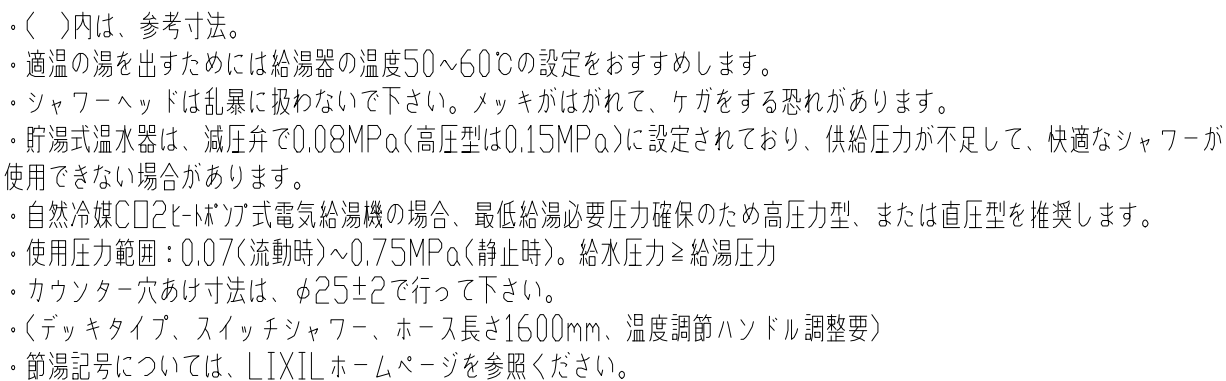 ・(　)内は、参考寸法。
・適温の湯を出すためには給湯器の温度50～60℃の設定をおすすめします。
・シャワーヘッドは乱暴に扱わないで下さい。メッキがはがれて、ケガをする恐れがあります。
・貯湯式温水器は、減圧弁で0.08MPa(高圧型は0.15MPa)に設定されており、供給圧力が不足して、快適なシャワーが
使用できない場合があります。
・自然冷媒CO2ﾋｰﾄﾎﾟﾝﾌﾟ式電気給湯機の場合、最低給湯必要圧力確保のため高圧力型、または直圧型を推奨します。
・使用圧力範囲：0.07(流動時)～0.75MPa(静止時)。給水圧力≧給湯圧力
・カウンター穴あけ寸法は、φ25±2で行って下さい。
・(デッキタイプ、スイッチシャワー、ホース長さ1600mm、温度調節ハンドル調整要)
・節湯記号については、LIXILホームページを参照ください。